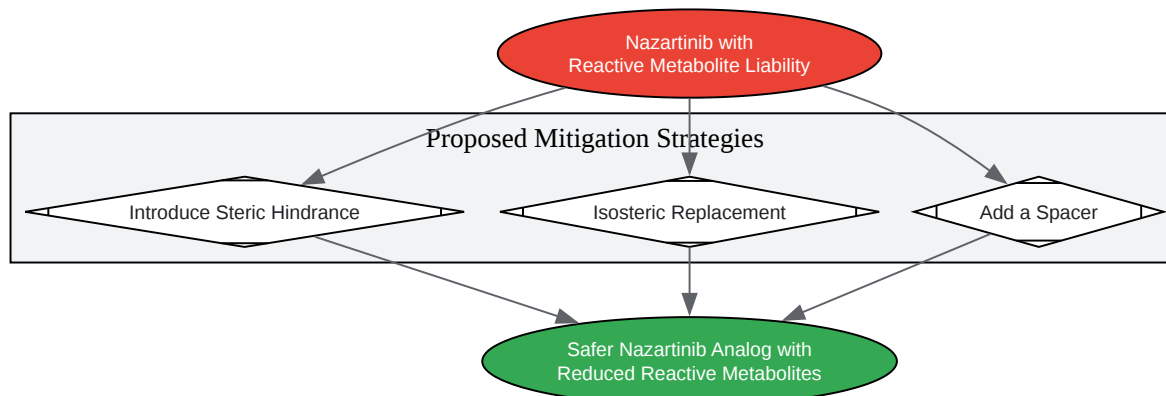 Nazartinib with
Reactive Metabolite Liability
Proposed Mitigation Strategies
Introduce Steric Hindrance
Isosteric Replacement
Add a Spacer
Safer Nazartinib Analog with
Reduced Reactive Metabolites